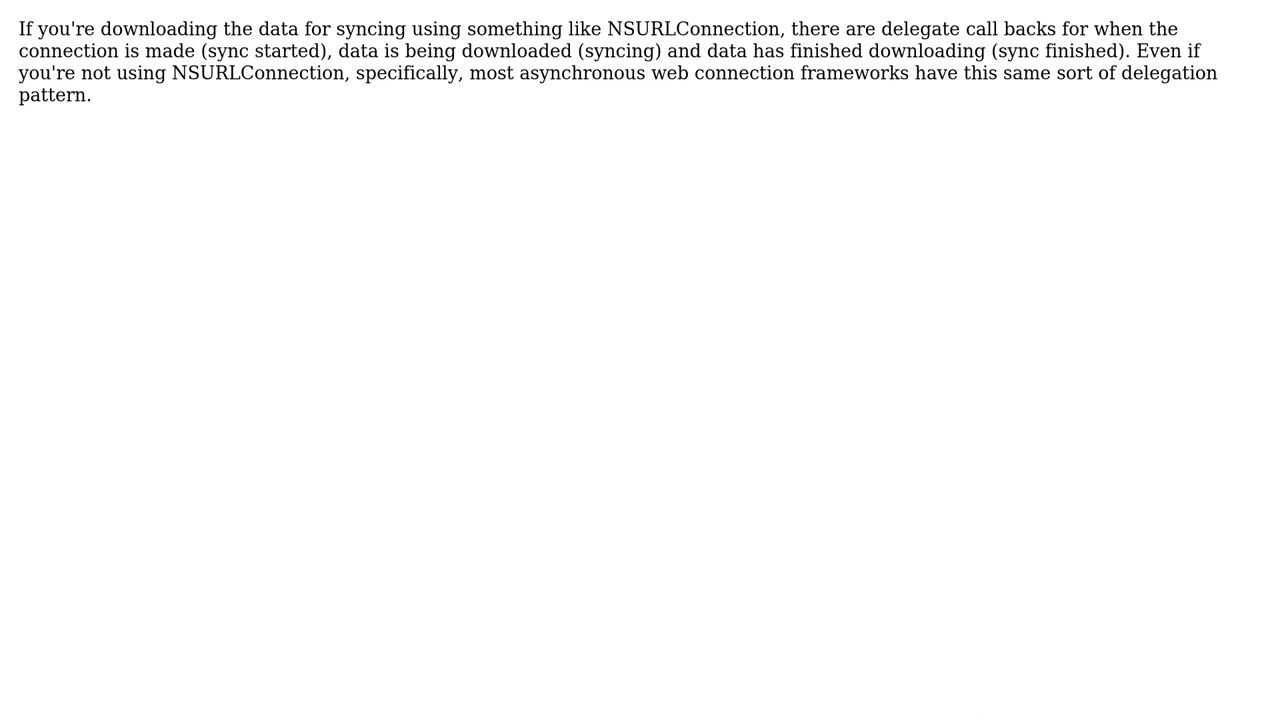 If you're downloading the data for syncing using something like NSURLConnection, there are delegate call backs for when the
connection is made (sync started), data is being downloaded (syncing) and data has finished downloading (sync finished). Even if
you're not using NSURLConnection, specifically, most asynchronous web connection frameworks have this same sort of delegation
pattern.